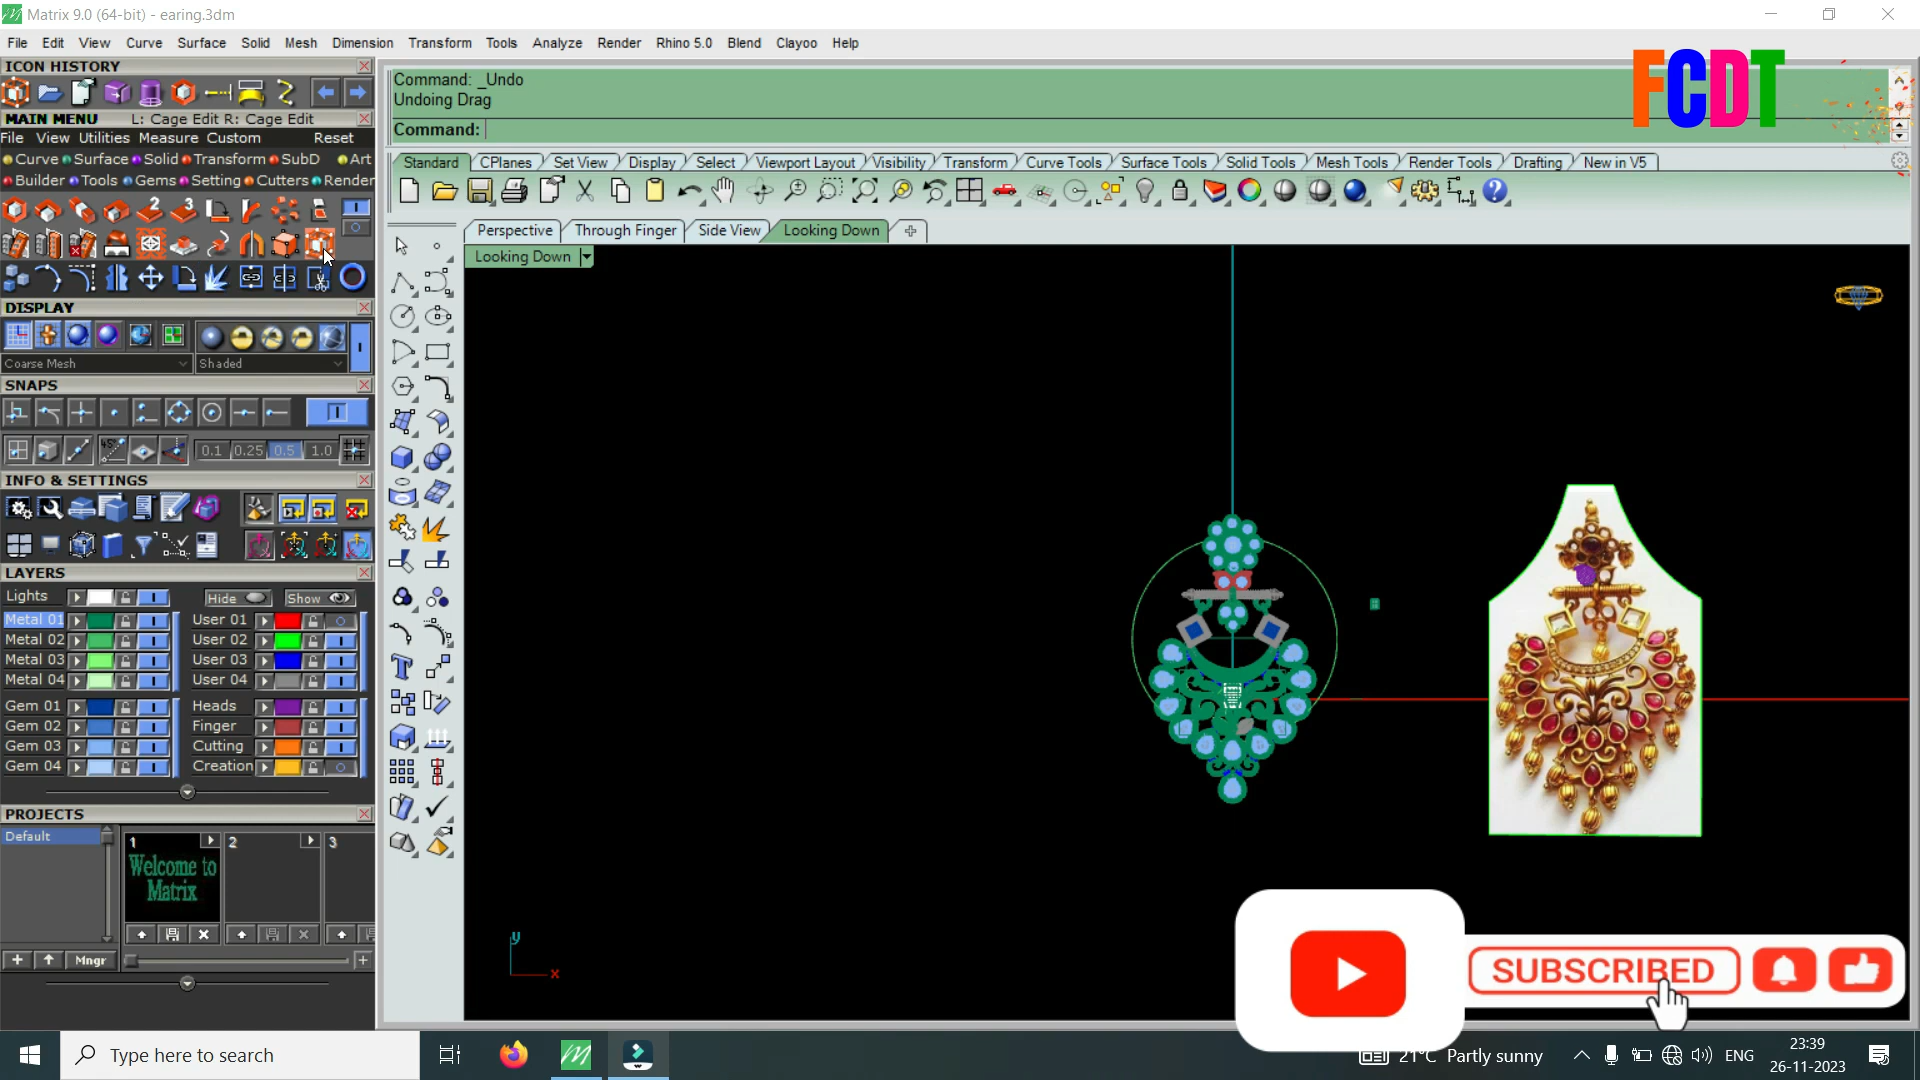 Matrix 9.0 (64-bit) - earing.3dm
File Edit View Curve Surface Solid Mesh Dimension Transform Tools Analyze Render Rhino 5.0 Blend Clayoo Help
ICON HISTORY
MAIN MENU L: Cage Edit R: Cage Edit
File View Utilities Measure Custom Reset
Curve Surface Solid Transform SubD Art
Builder Tools Gems Setting Cutters Render
DISPLAY
Coarse Mesh Shaded
SNAPS
0.1 0.25 0.5 1.0
INFO & SETTINGS
LAYERS
Lights Hide Show
Metal 01 User 01
Metal 02 User 02
Metal 03 User 03
Metal 04 User 04
Gem 01 Heads
Gem 02 Finger
Gem 03 Cutting
Gem 04 Creation
PROJECTS
Default
1 2 3
Welcome to
Matrix
Mngr
Command: _Undo
Undoing Drag
Command:
FCDT
Standard CPlanes Set View Display Select Viewport Layout Visibility Transform Curve Tools Surface Tools Solid Tools Mesh Tools Render Tools Drafting New in V5
Perspective Through Finger Side View Looking Down
Looking Down
y
x
SUBSCRIBED
Type here to search
21°C Partly sunny
ENG
23:39
26-11-2023